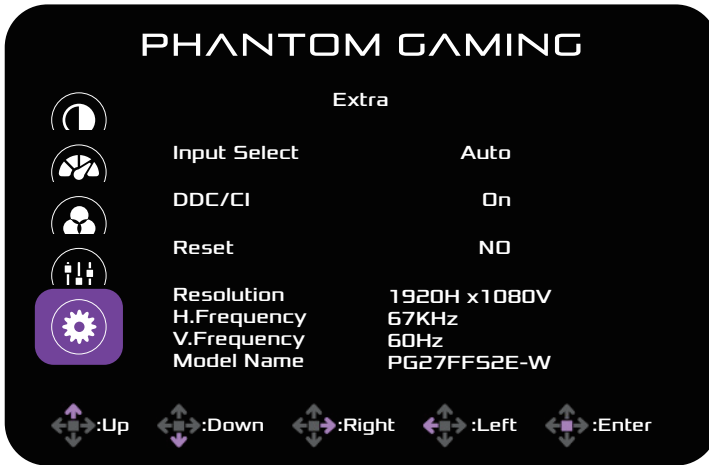 PHANTOM GAMING
Extra
Input Select Auto
DDC/CI On
Reset NO
Resolution 1920H x1080V
H.Frequency 67KHz
V.Frequency 60Hz
Model Name PG27FFS2E-W
:Up :Down :Right :Left :Enter